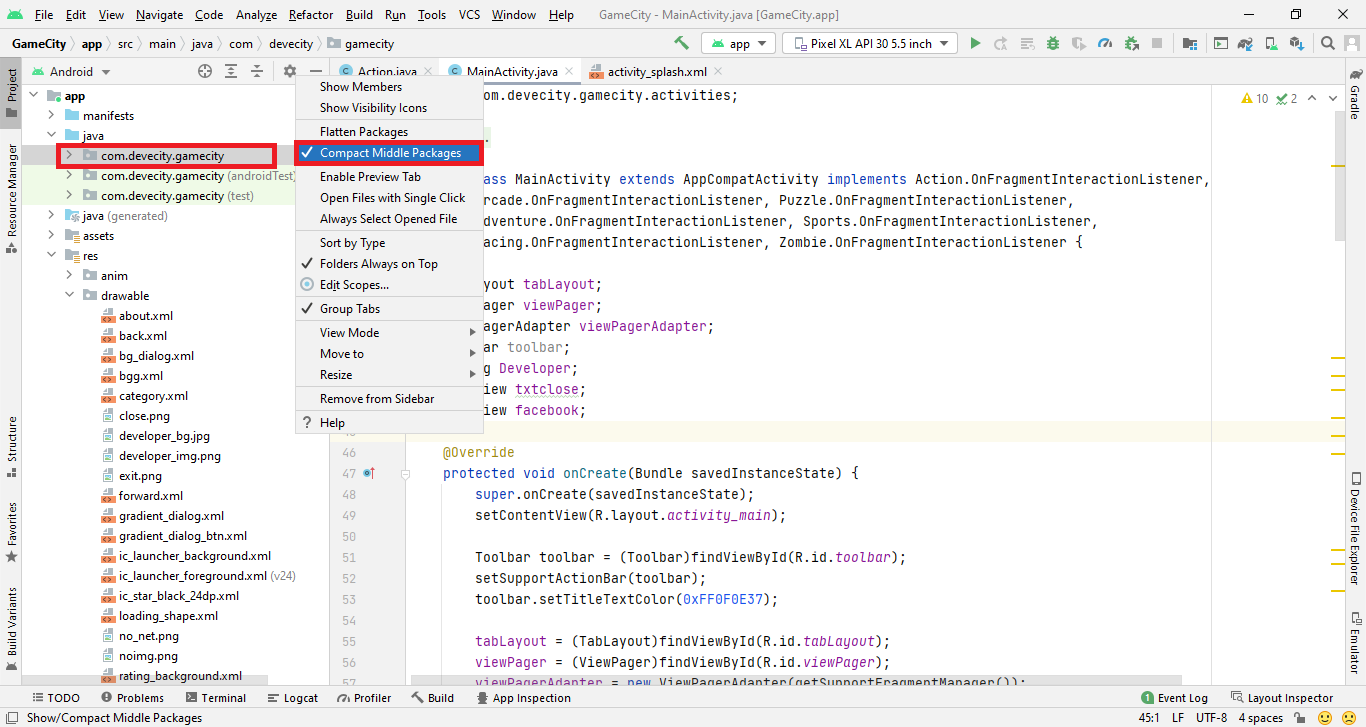 File Edit View Navigate Code Analyze Refactor Build Run Tools VCS Window Help GameCity - MainActivity.java [GameCity.app]
GameCity app src main java com devecity gamecity app Pixel XL API 30 5.5 inch
Android Action.java MainActivity.java activity_splash.xml
Project
Resource Manager
Structure
Favorites
Build Variants
app
manifests
java
com.devecity.gamecity
com.devecity.gamecity (androidTest)
com.devecity.gamecity (test)
java (generated)
assets
res
anim
drawable
about.xml
back.xml
bg_dialog.xml
bgg.xml
category.xml
close.png
developer_bg.jpg
developer_img.png
exit.png
forward.xml
gradient_dialog.xml
gradient_dialog_btn.xml
ic_launcher_background.xml
ic_launcher_foreground.xml (v24)
ic_star_black_24dp.xml
loading_shape.xml
no_net.png
noimg.png
rating_background.xml
Show Members
Show Visibility Icons
Flatten Packages
Compact Middle Packages
Enable Preview Tab
Open Files with Single Click
Always Select Opened File
Sort by Type
Folders Always on Top
Edit Scopes...
Group Tabs
View Mode
Move to
Resize
Remove from Sidebar
? Help
om.devecity.gamecity.activities;
10 2
.
ass MainActivity extends AppCompatActivity implements Action.OnFragmentInteractionListener,
rcade.OnFragmentInteractionListener, Puzzle.OnFragmentInteractionListener,
dventure.OnFragmentInteractionListener, Sports.OnFragmentInteractionListener,
acing.OnFragmentInteractionListener, Zombie.OnFragmentInteractionListener {
yout tabLayout;
ager viewPager;
agerAdapter viewPagerAdapter;
ar toolbar;
g Developer;
iew txtclose;
iew facebook;
45
46 @Override
47 protected void onCreate(Bundle savedInstanceState) {
48 super.onCreate(savedInstanceState);
49 setContentView(R.layout.activity_main);
50
51 Toolbar toolbar = (Toolbar)findViewById(R.id.toolbar);
52 setSupportActionBar(toolbar);
53 toolbar.setTitleTextColor(0xFF0F0E37);
54
55 tabLayout = (TabLayout)findViewById(R.id.tabLayout);
56 viewPager = (ViewPager)findViewById(R.id.viewPager);
57 viewPagerAdapter = new ViewPagerAdapter(getSupportFragmentManager());
Gradle
Device File Explorer
Emulator
TODO Problems Terminal Logcat Profiler Build App Inspection 1 Event Log Layout Inspector
Show/Compact Middle Packages 45:1 LF UTF-8 4 spaces